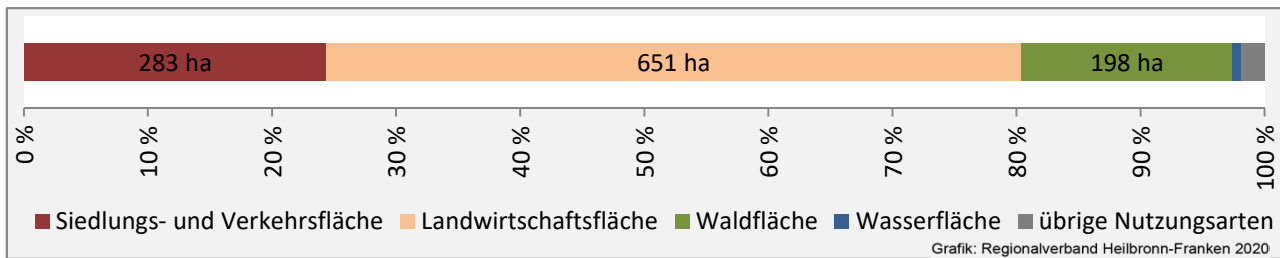 283 ha 651 ha 198 ha
0 % 10 % 20 % 30 % 40 % 50 % 60 % 70 % 80 % 90 % 100 %
Siedlungs- und Verkehrsfläche Landwirtschaftsfläche Waldfläche Wasserfläche übrige Nutzungsarten
Grafik: Regionalverband Heilbronn-Franken 2020